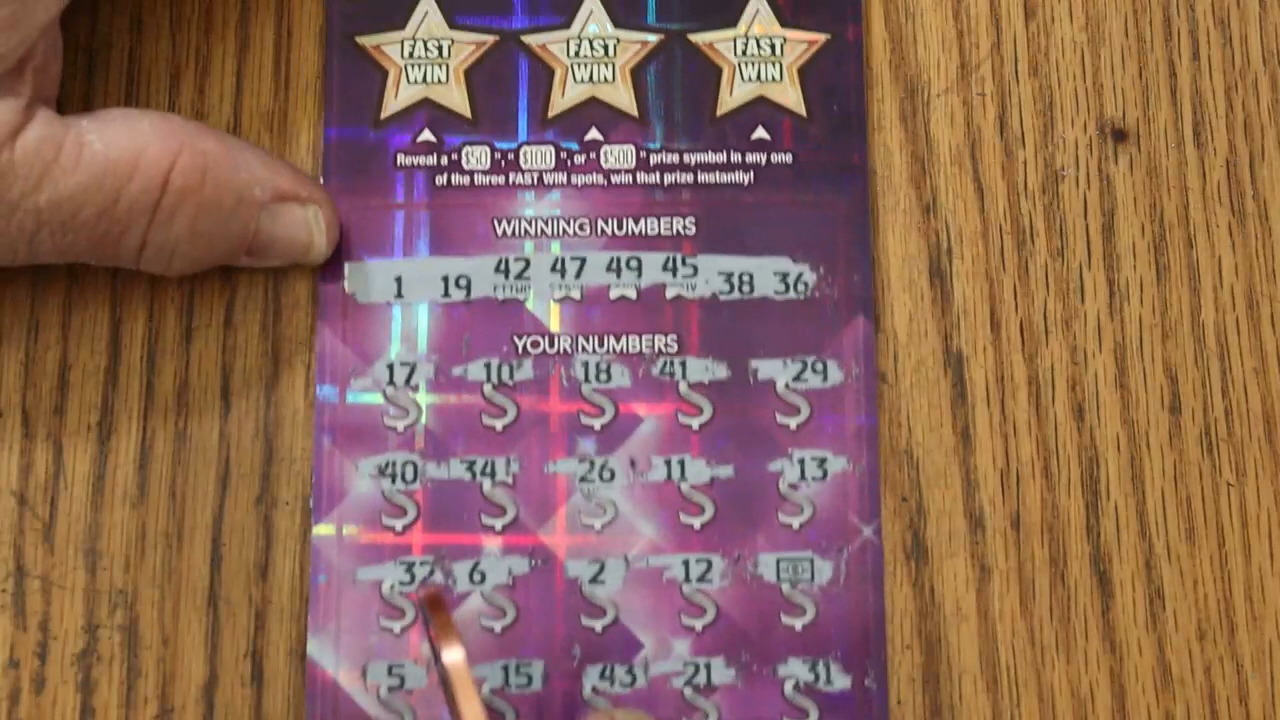 FAST WIN FAST WIN FAST WIN
Reveal a "$50", "$100", or "$500" prize symbol in any one
of the three FAST WIN spots, win that prize instantly!
WINNING NUMBERS
1 19 42 47 49 45 38 36
YOUR NUMBERS
17 10 18 41 29
$ $ $ $ $
40 34 26 11 13
$ $ $ $ $
37 6 2 12
$ $ $ $ $
5 15 43 21 31